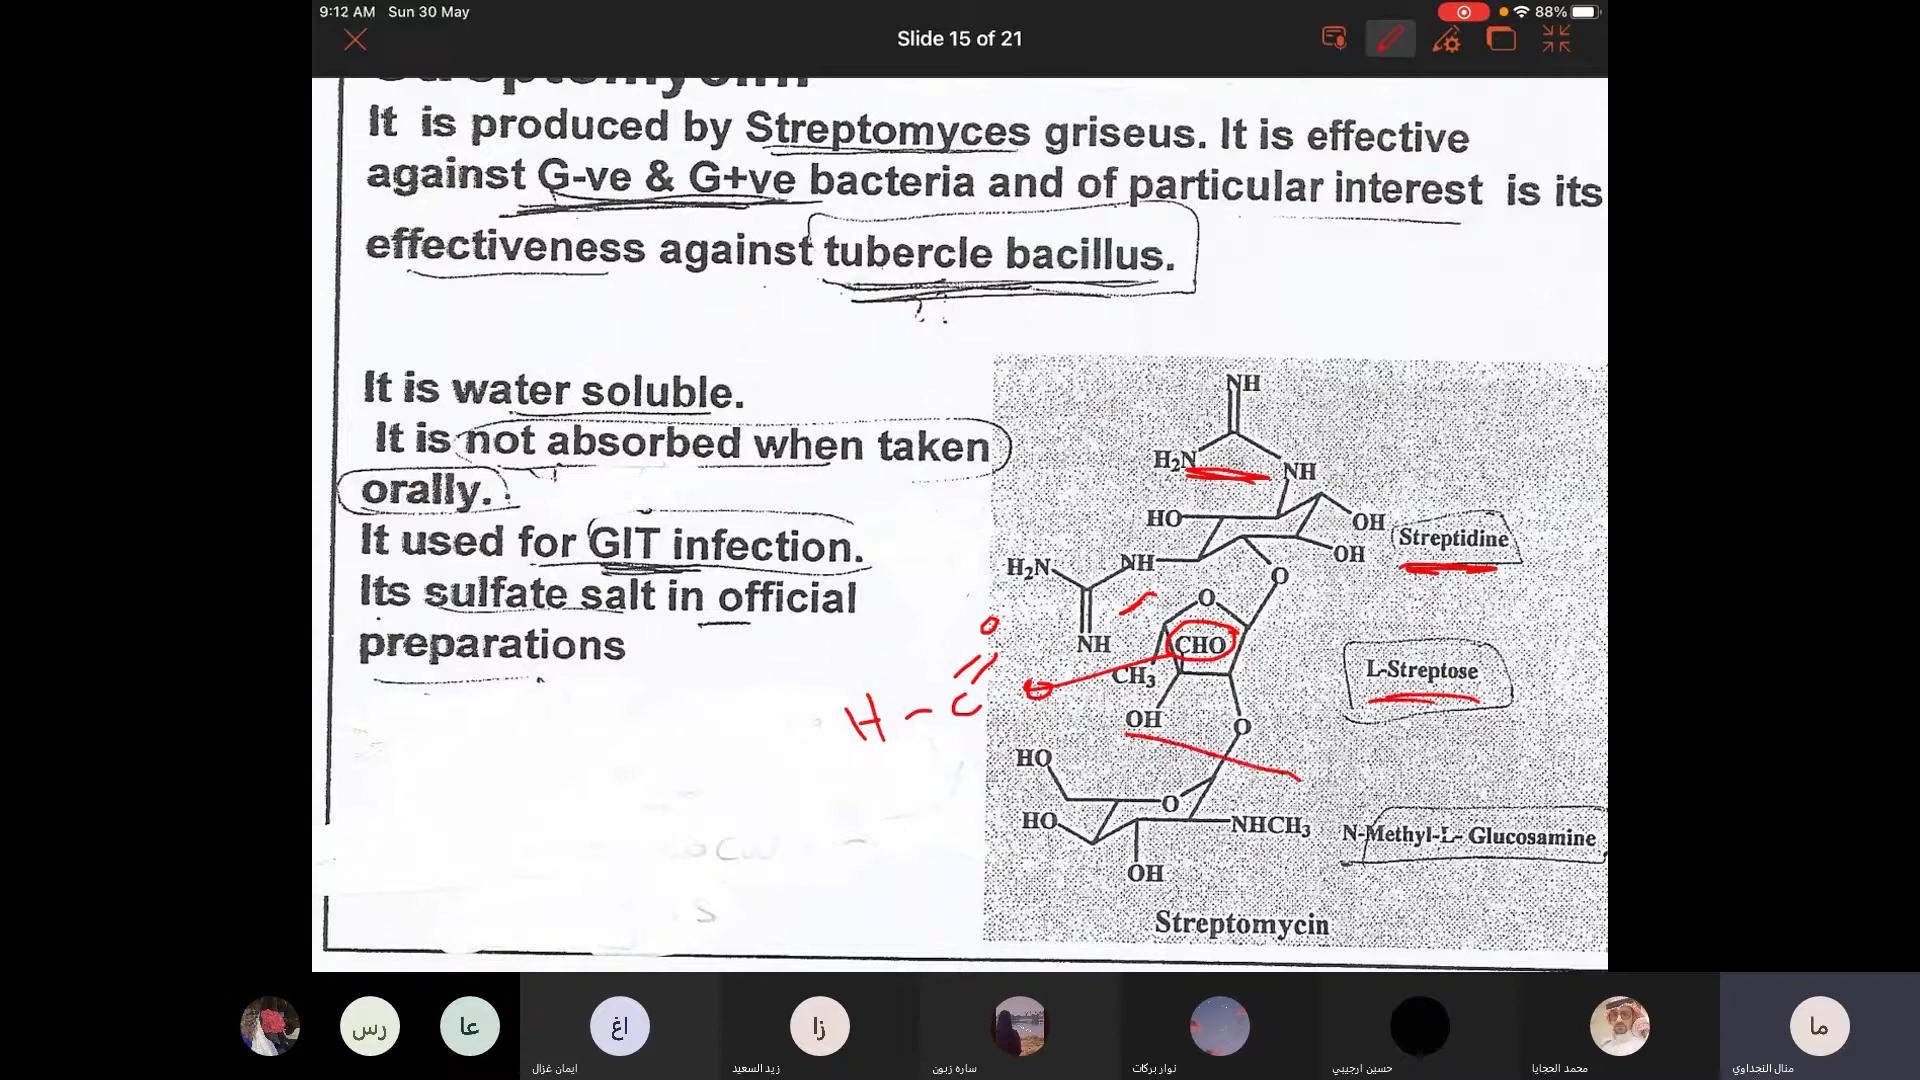 9:12 AM Sun 30 May
88%
Slide 15 of 21
Streptomycin:
It is produced by Streptomyces griseus. It is effective
against G-ve & G+ve bacteria and of particular interest is its
effectiveness against tubercle bacillus.
It is water soluble.
It is not absorbed when taken
orally.
It used for GIT infection.
Its sulfate salt in official
preparations
NH
H₂N
NH
HO
OH
Streptidine
OH
H₂N
NH
O
O
NH
CHO
L-Streptose
CH₃
OH
O
O
H - C
HO
O
HO
NHCH₃
N-Methyl-L- Glucosamine
OH
Streptomycin
رس
عا
اغ
زا
ما
ايمان غزال
زيد السعيد
ساره زبون
نوار بركات
حسين ارجيبي
محمد الحجايا
منال النجداوي